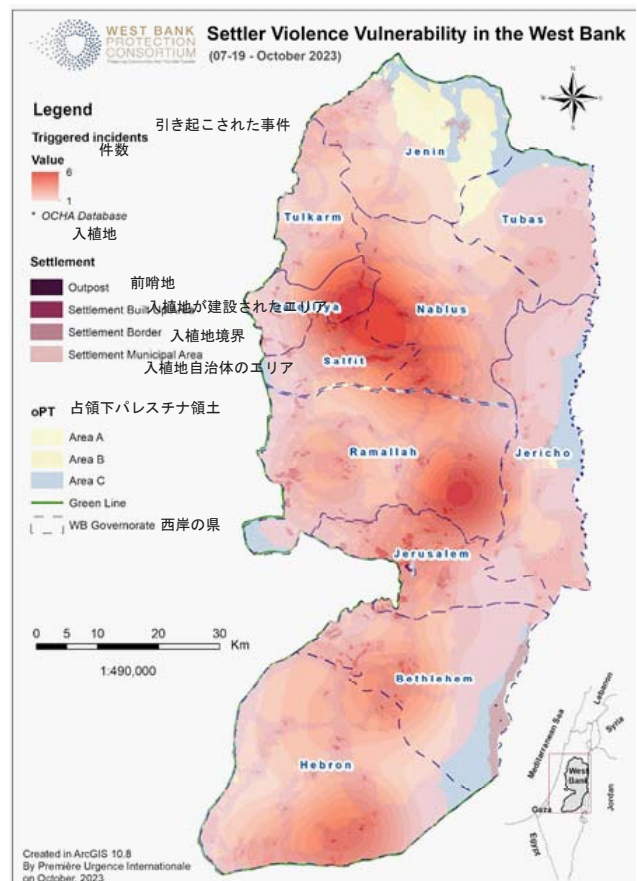 WEST BANK
PROTECTION
CONSORTIUM
Settler Violence Vulnerability in the West Bank
(07-19 - October 2023)
Legend
Triggered incidents
引き起こされた事件
Value
件数
6
1
* OCHA Database
入植地
Settlement
Outpost
前哨地
Settlement Built Up Area
入植地が建設されたエリア
Settlement Border
入植地境界
Settlement Municipal Area
入植地自治体のエリア
oPT
占領下パレスチナ領土
Area A
Area B
Area C
Green Line
WB Governorate
西岸の県
0 5 10 20 30
Km
1:490,000
N
W
E
S
Jenin
Tulkarm
Tubas
Nablus
Salfit
Ramallah
Jericho
Jerusalem
Bethlehem
Hebron
Mediterranean Sea
Lebanon
Syria
West
Bank
Gaza
Jordan
Egypt
Created in ArcGIS 10.8
By Première Urgence Internationale
on October, 2023